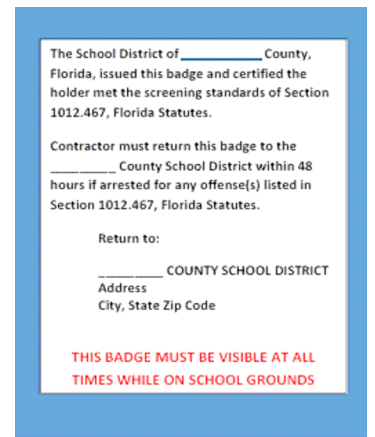 The School District of ____________ County,
Florida, issued this badge and certified the
holder met the screening standards of Section
1012.467, Florida Statutes.
Contractor must return this badge to the
_________ County School District within 48
hours if arrested for any offense(s) listed in
Section 1012.467, Florida Statutes.
Return to:
_________ COUNTY SCHOOL DISTRICT
Address
City, State Zip Code
THIS BADGE MUST BE VISIBLE AT ALL
TIMES WHILE ON SCHOOL GROUNDS